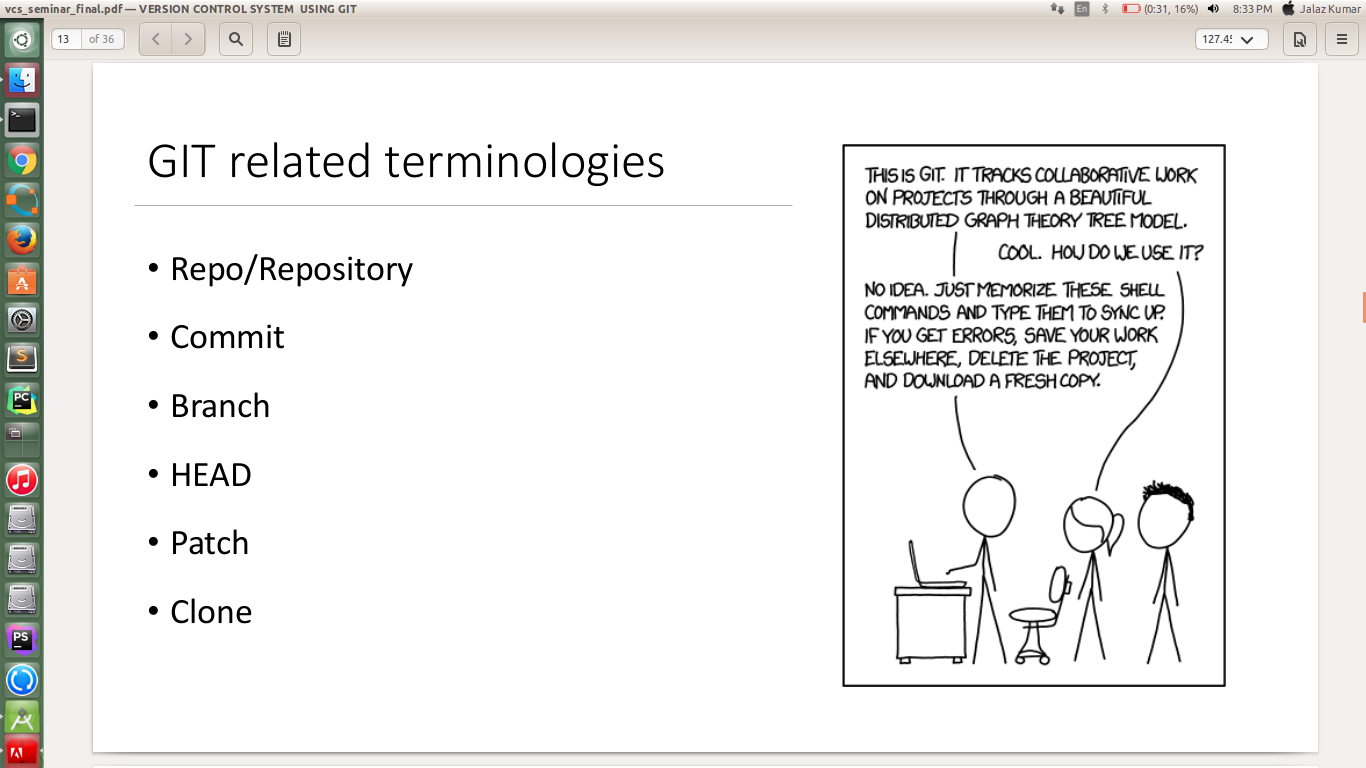 vcs_seminar_final.pdf — VERSION CONTROL SYSTEM USING GIT
En
(0:31, 16%)
8:33 PM
Jalaz Kumar
13
of 36
127.45
GIT related terminologies
• Repo/Repository
• Commit
• Branch
• HEAD
• Patch
• Clone
THIS IS GIT. IT TRACKS COLLABORATIVE WORK
ON PROJECTS THROUGH A BEAUTIFUL
DISTRIBUTED GRAPH THEORY TREE MODEL.
COOL. HOW DO WE USE IT?
NO IDEA. JUST MEMORIZE THESE SHELL
COMMANDS AND TYPE THEM TO SYNC UP.
IF YOU GET ERRORS, SAVE YOUR WORK
ELSEWHERE, DELETE THE PROJECT,
AND DOWNLOAD A FRESH COPY.
S
PC
PS